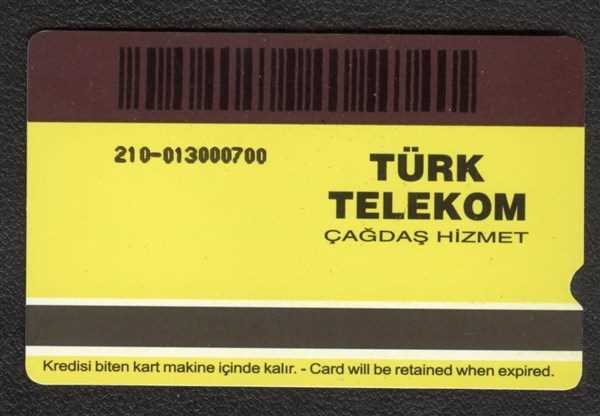 210-013000700
TÜRK
TELEKOM
ÇAĞDAŞ HİZMET
Kredisi biten kart makine içinde kalır. - Card will be retained when expired.